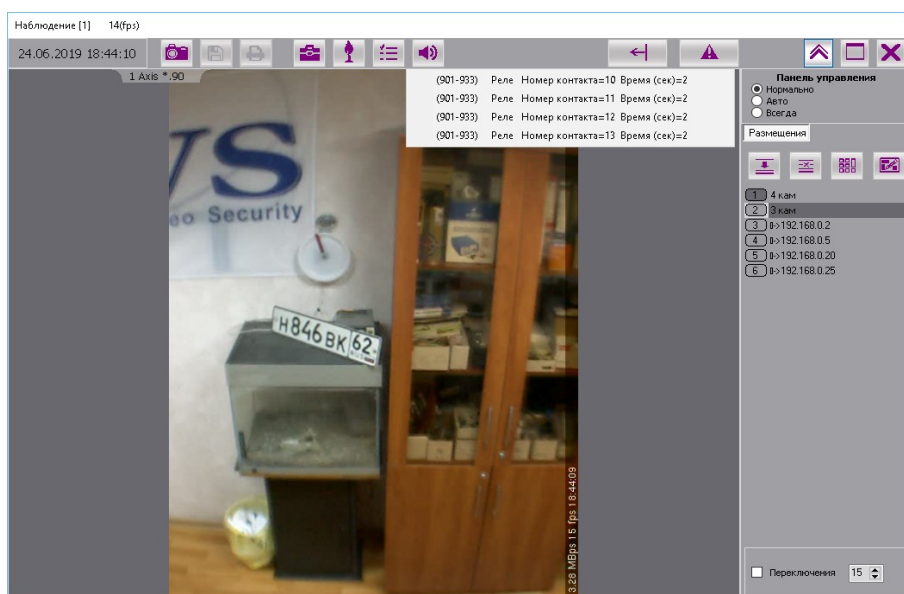 Наблюдение [1] 14(fps)
24.06.2019 18:44:10
1 Axis *.90
(901-933) Реле Номер контакта=10 Время (сек)=2
(901-933) Реле Номер контакта=11 Время (сек)=2
(901-933) Реле Номер контакта=12 Время (сек)=2
(901-933) Реле Номер контакта=13 Время (сек)=2
Панель управления
Нормально
Авто
Всегда
Размещения
1 4 кам
2 3 кам
3 ->192.168.0.2
4 ->192.168.0.5
5 ->192.168.0.20
6 ->192.168.0.25
VS
eo Security
Н846ВК 62
3.28 MBps 15 fps 18:44:09
Переключения 15